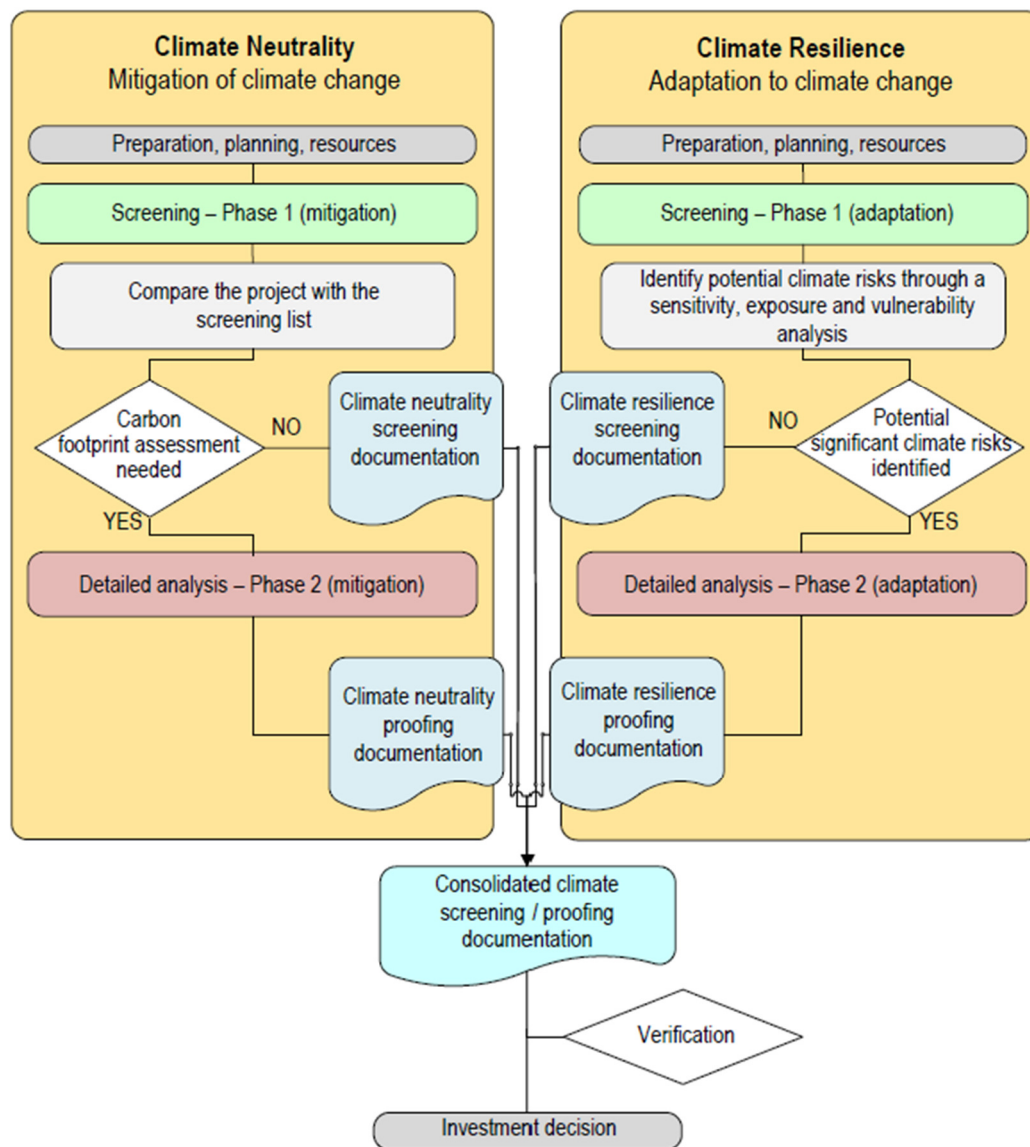 Climate Neutrality
Mitigation of climate change
Preparation, planning, resources
Screening – Phase 1 (mitigation)
Compare the project with the
screening list
Carbon
footprint assessment
needed
NO
YES
Climate neutrality
screening
documentation
Detailed analysis – Phase 2 (mitigation)
Climate neutrality
proofing
documentation
Climate Resilience
Adaptation to climate change
Preparation, planning, resources
Screening – Phase 1 (adaptation)
Identify potential climate risks through a
sensitivity, exposure and vulnerability
analysis
Potential
significant climate risks
identified
NO
YES
Climate resilience
screening
documentation
Detailed analysis – Phase 2 (adaptation)
Climate resilience
proofing
documentation
Consolidated climate
screening / proofing
documentation
Verification
Investment decision